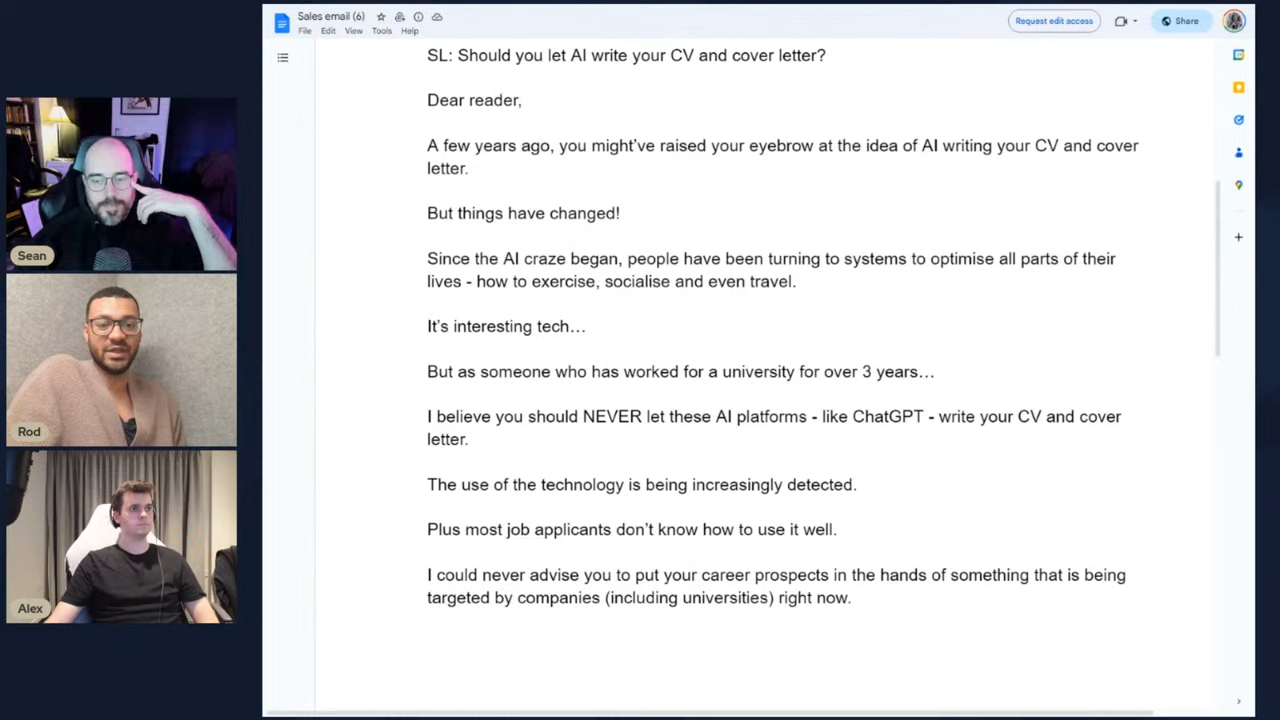 Sales email (6)
File Edit View Tools Help
Request edit access
Share
SL: Should you let AI write your CV and cover letter?
Dear reader,
A few years ago, you might’ve raised your eyebrow at the idea of AI writing your CV and cover
letter.
But things have changed!
Since the AI craze began, people have been turning to systems to optimise all parts of their
lives - how to exercise, socialise and even travel.
It’s interesting tech…
But as someone who has worked for a university for over 3 years…
I believe you should NEVER let these AI platforms - like ChatGPT - write your CV and cover
letter.
The use of the technology is being increasingly detected.
Plus most job applicants don’t know how to use it well.
I could never advise you to put your career prospects in the hands of something that is being
targeted by companies (including universities) right now.
Sean
Rod
Alex